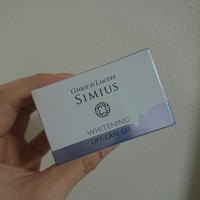 Grace & Lucere
SIMIUS
WHITENING
LIFT-CARE GEL